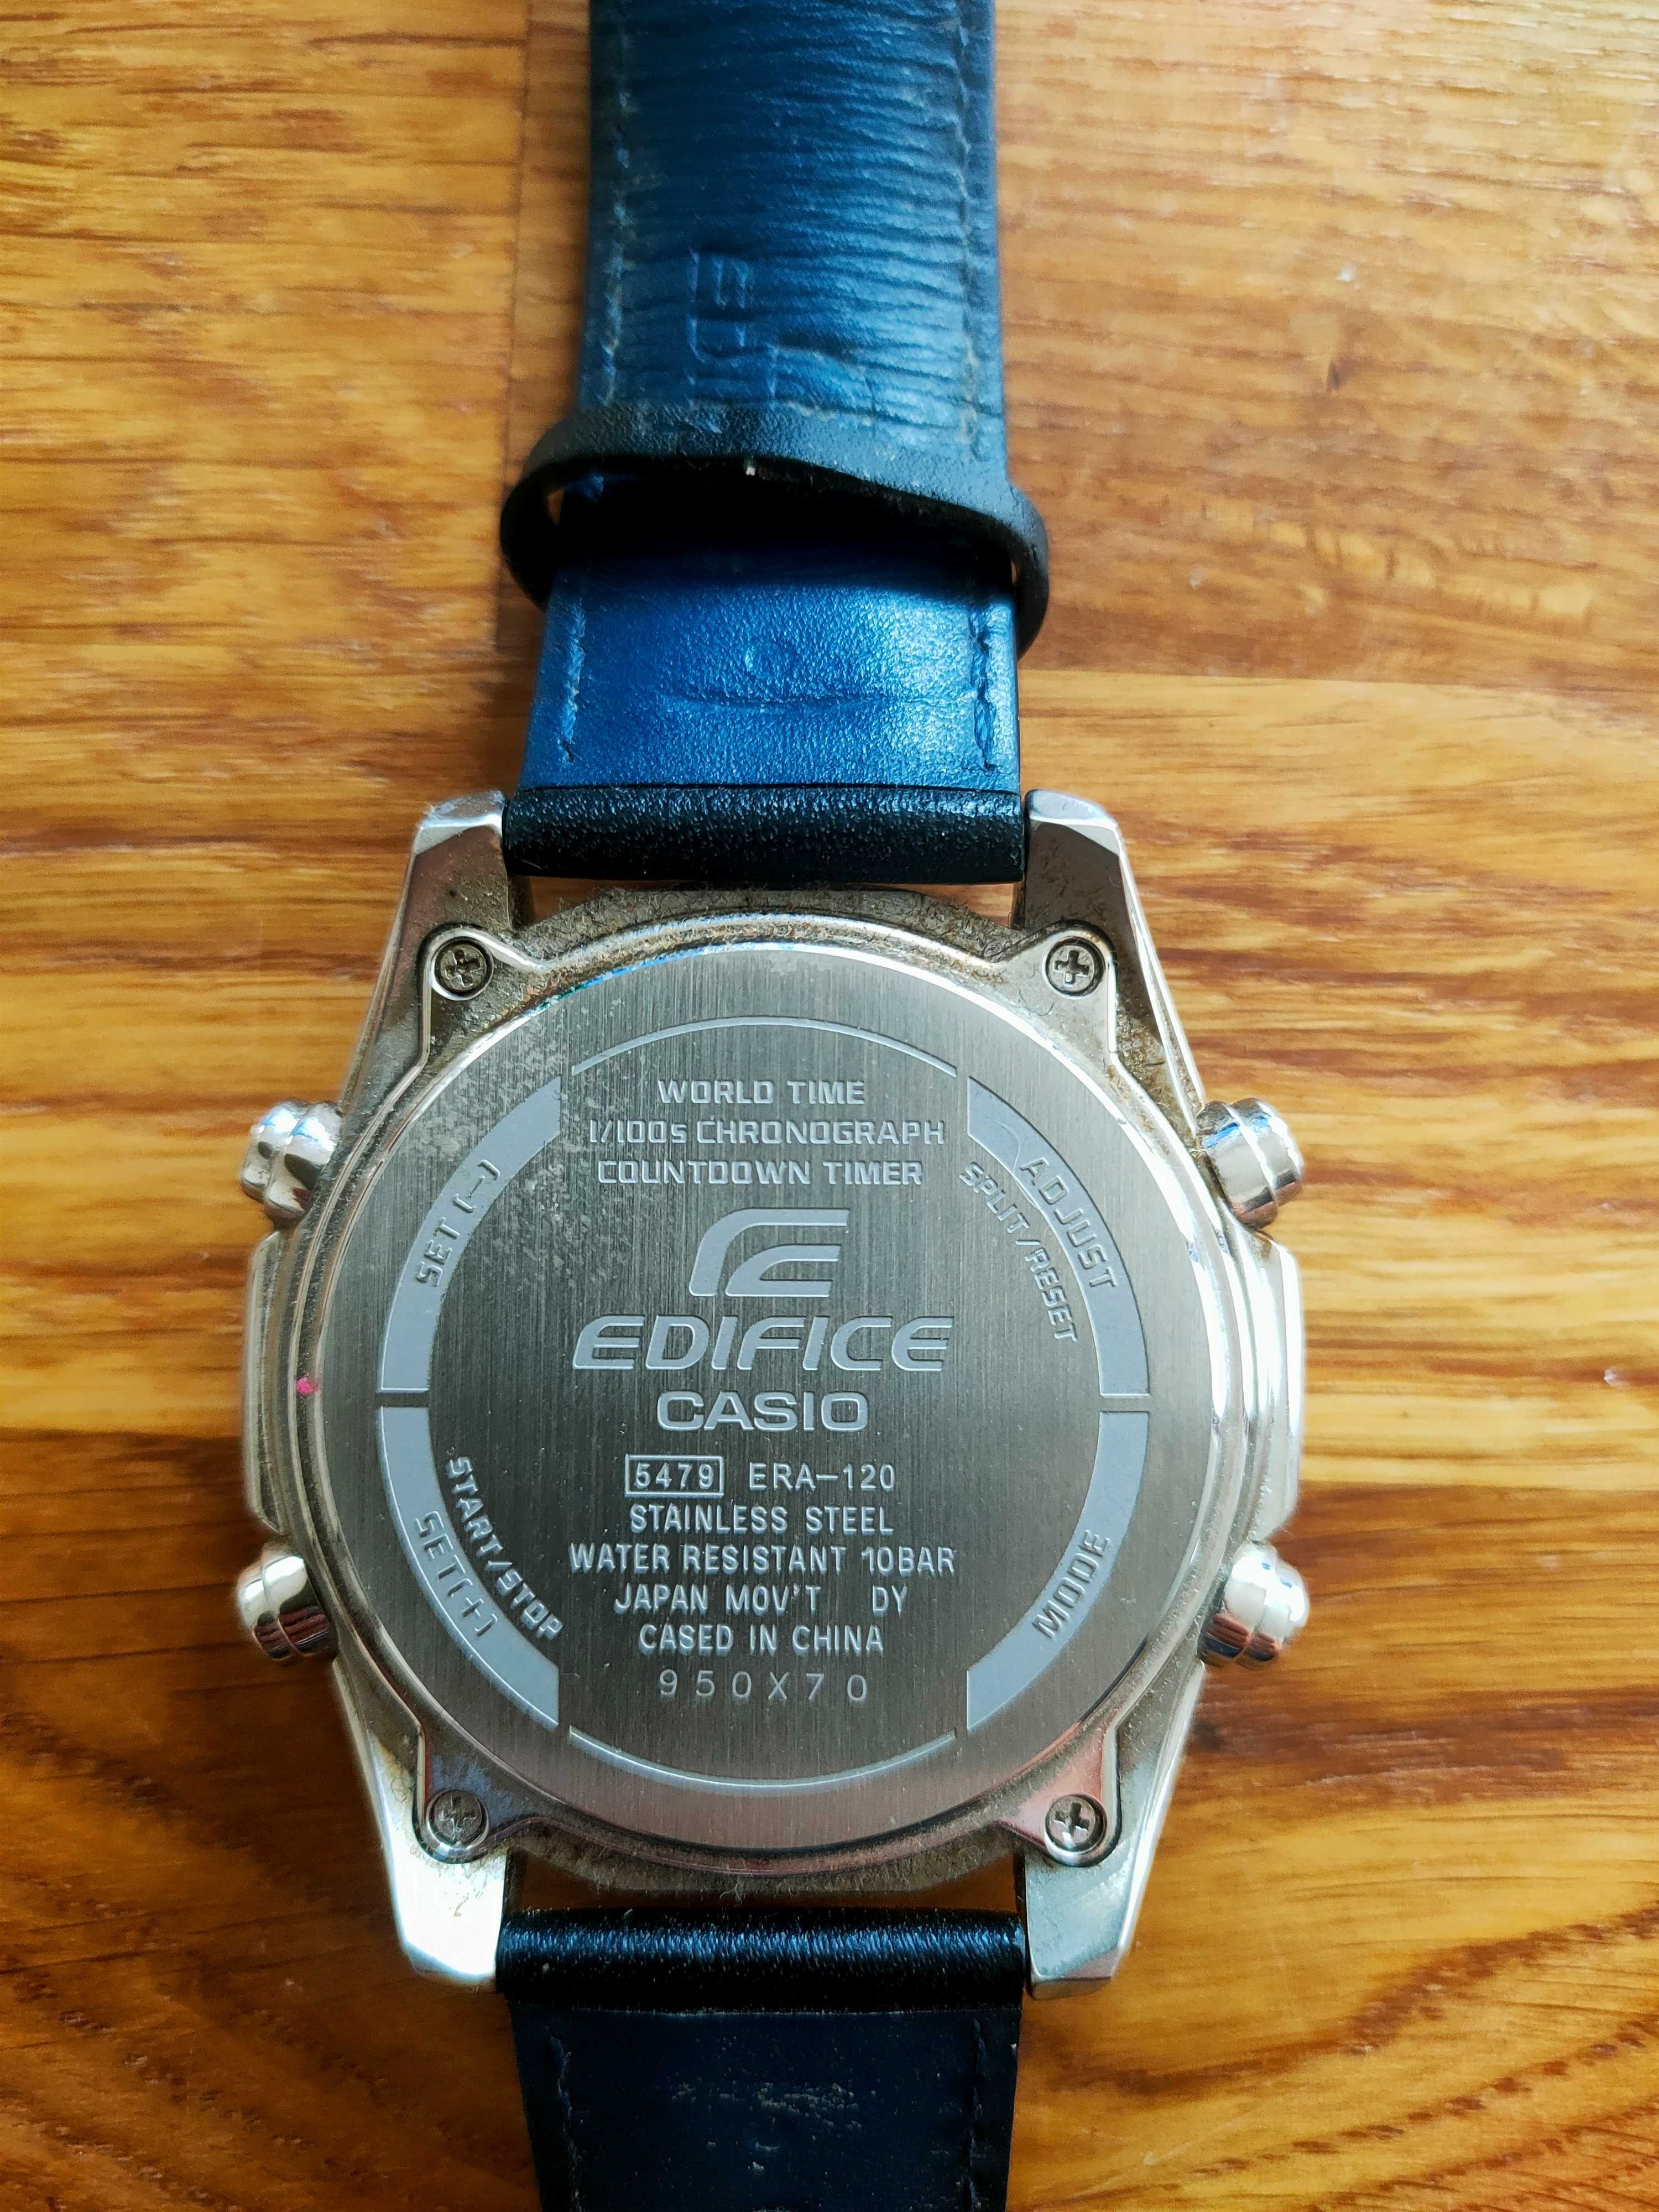 WORLD TIME
1/100s CHRONOGRAPH
COUNTDOWN TIMER
SET (−)
ADJUST
SPLIT/RESET
EDIFICE
CASIO
5479 ERA-120
STAINLESS STEEL
WATER RESISTANT 10BAR
JAPAN MOV'T DY
CASED IN CHINA
950X70
START/STOP
SET(+)
MODE